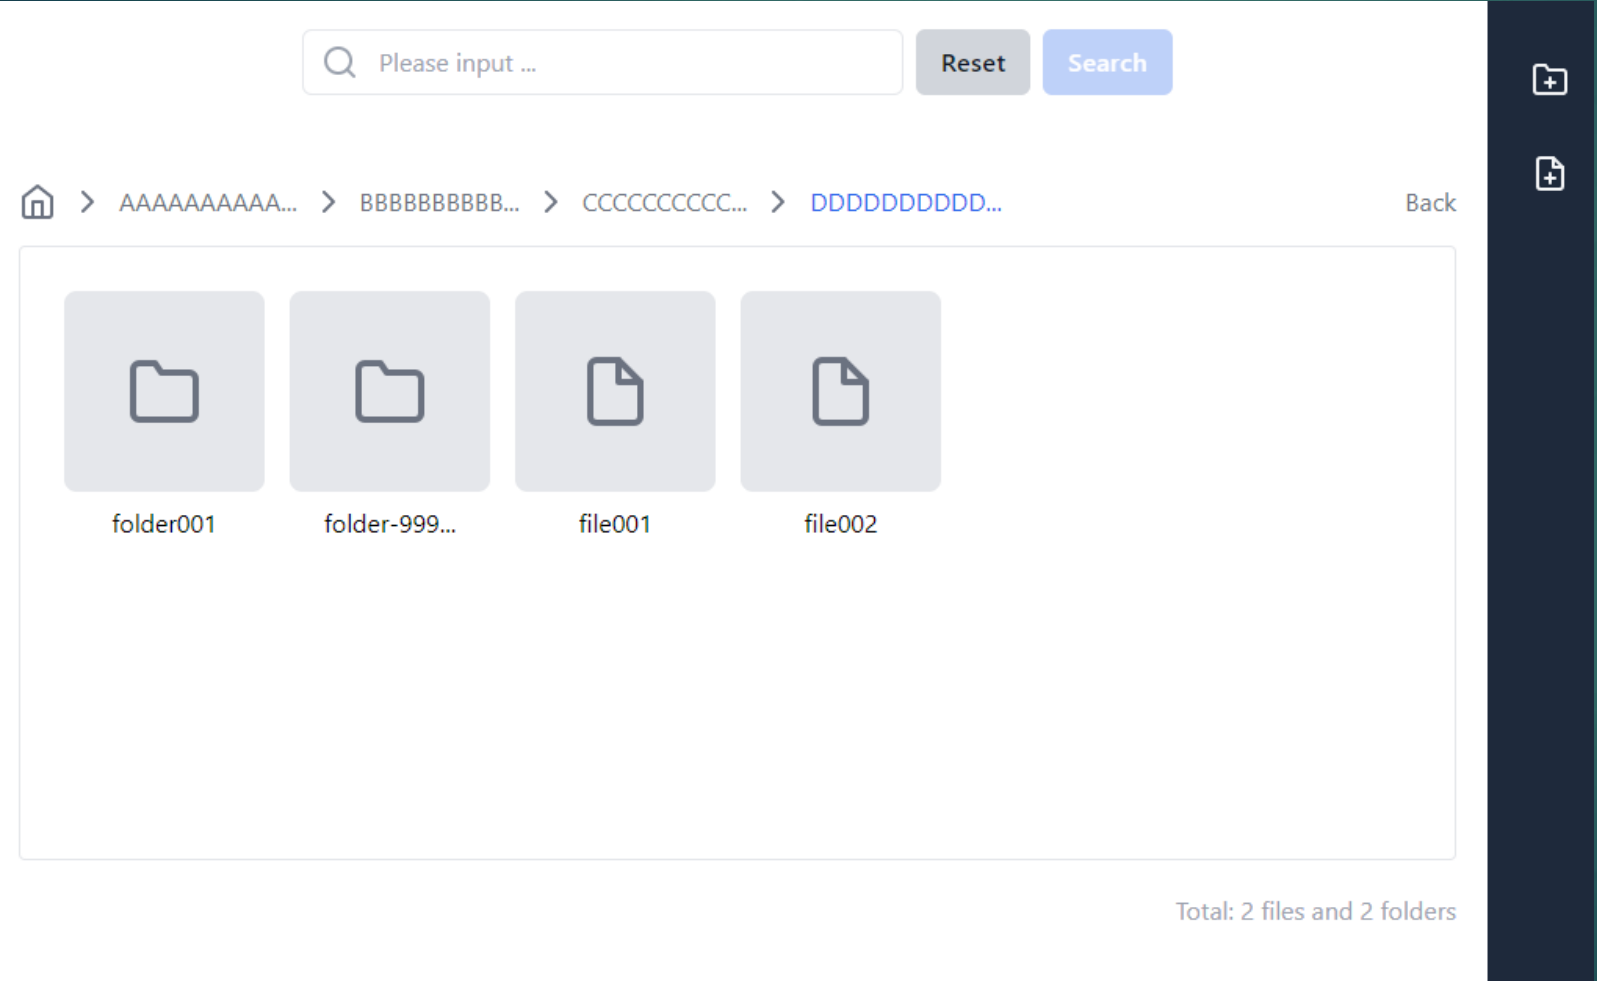 Please input ...
Reset
Search
AAAAAAAAAA...
BBBBBBBBBB...
CCCCCCCCCC...
DDDDDDDDDD...
Back
folder001
folder-999...
file001
file002
Total: 2 files and 2 folders